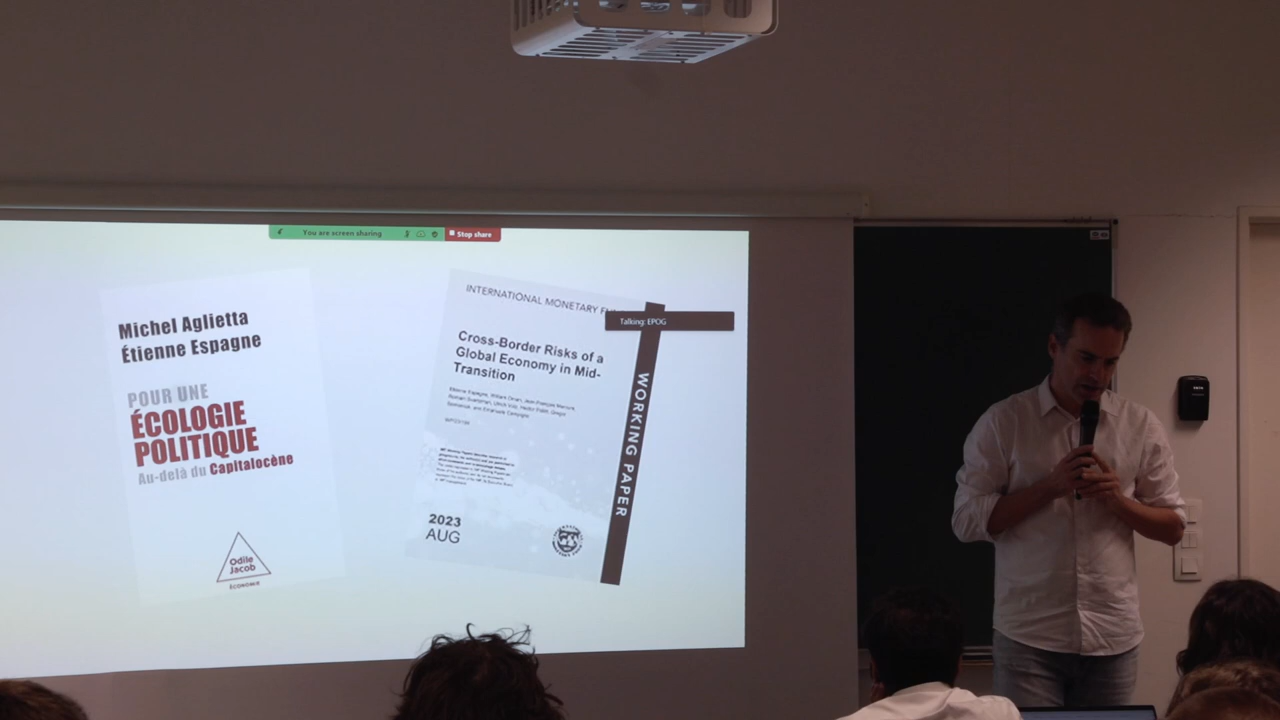 You are screen sharing
Stop share
Michel Aglietta
Étienne Espagne
POUR UNE
ÉCOLOGIE
POLITIQUE
Au-delà du Capitalocène
Odile
Jacob
ÉCONOMIE
INTERNATIONAL MONETARY
Talking: EPOG
Cross-Border Risks of a
Global Economy in Mid-
Transition
WORKING PAPER
2023
AUG